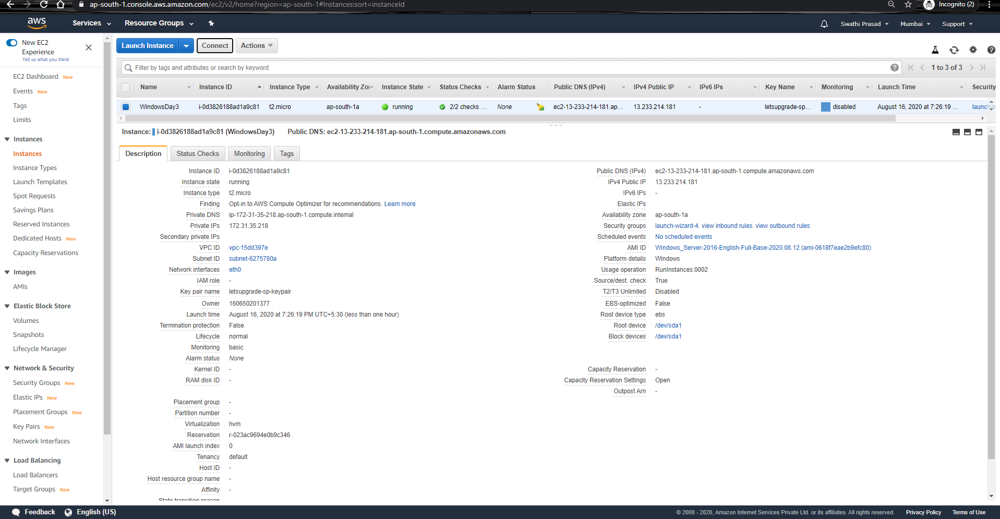 ap-south-1.console.aws.amazon.com/ec2/v2/home?region=ap-south-1#Instances:sort=instanceId
Incognito (2)
aws
Services
Resource Groups
Swathi Prasad
Mumbai
Support
New EC2
Experience
Tell us what you think
EC2 Dashboard New
Events New
Tags
Limits
Instances
Instances
Instance Types
Launch Templates
Spot Requests
Savings Plans
Reserved Instances
Dedicated Hosts New
Capacity Reservations
Images
AMIs
Elastic Block Store
Volumes
Snapshots
Lifecycle Manager
Network & Security
Security Groups New
Elastic IPs New
Placement Groups New
Key Pairs New
Network Interfaces
Load Balancing
Load Balancers
Target Groups New
Launch Instance
Connect
Actions
Filter by tags and attributes or search by keyword
1 to 3 of 3
Name Instance ID Instance Type Availability Zor Instance State Status Checks Alarm Status Public DNS (IPv4) IPv4 Public IP IPv6 IPs Key Name Monitoring Launch Time Security
WindowsDay3 i-0d3826188ad1a9c81 t2.micro ap-south-1a running 2/2 checks ... None ec2-13-233-214-181.ap... 13.233.214.181 - letsupgrade-sp... disabled August 16, 2020 at 7:26:19 ...
Instance: i-0d3826188ad1a9c81 (WindowsDay3) Public DNS: ec2-13-233-214-181.ap-south-1.compute.amazonaws.com
Description
Status Checks
Monitoring
Tags
Instance ID i-0d3826188ad1a9c81
Instance state running
Instance type t2.micro
Finding Opt-in to AWS Compute Optimizer for recommendations. Learn more
Private DNS ip-172-31-35-218.ap-south-1.compute.internal
Private IPs 172.31.35.218
Secondary private IPs
VPC ID vpc-15dd397e
Subnet ID subnet-6275780a
Network interfaces eth0
IAM role -
Key pair name letsupgrade-sp-keypair
Owner 160650201377
Launch time August 16, 2020 at 7:26:19 PM UTC+5:30 (less than one hour)
Termination protection False
Lifecycle normal
Monitoring basic
Alarm status None
Kernel ID -
RAM disk ID -
Placement group -
Partition number -
Virtualization hvm
Reservation r-023ac9694e0b9c346
AMI launch index 0
Tenancy default
Host ID -
Host resource group name -
Affinity -
State transition reason
Public DNS (IPv4) ec2-13-233-214-181.ap-south-1.compute.amazonaws.com
IPv4 Public IP 13.233.214.181
IPv6 IPs -
Elastic IPs
Availability zone ap-south-1a
Security groups launch-wizard-4. view inbound rules. view outbound rules
Scheduled events No scheduled events
AMI ID Windows_Server-2016-English-Full-Base-2020.08.12 (ami-0618f7eae2b9efc80)
Platform details Windows
Usage operation RunInstances:0002
Source/dest. check True
T2/T3 Unlimited Disabled
EBS-optimized False
Root device type ebs
Root device /dev/sda1
Block devices /dev/sda1
Capacity Reservation -
Capacity Reservation Settings Open
Outpost Arn -
Feedback
English (US)
© 2008 - 2020, Amazon Internet Services Private Ltd. or its affiliates. All rights reserved.
Privacy Policy
Terms of Use